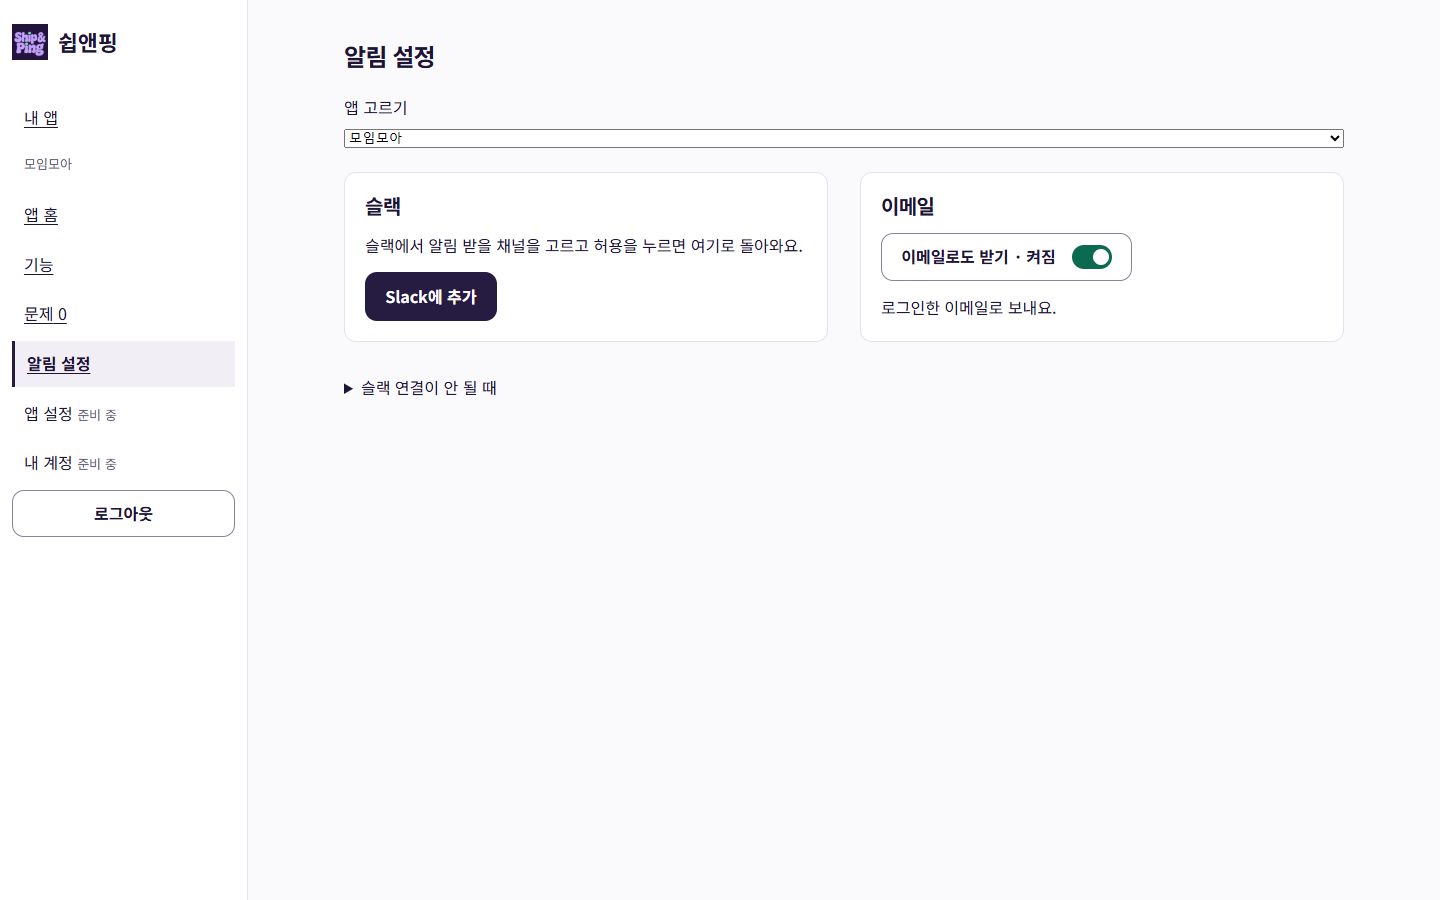 Ship&
Ping
쉽앤핑
내 앱
모임모아
앱 홈
기능
문제 0
알림 설정
앱 설정 준비 중
내 계정 준비 중
로그아웃
알림 설정
앱 고르기
모임모아
슬랙
슬랙에서 알림 받을 채널을 고르고 허용을 누르면 여기로 돌아와요.
Slack에 추가
이메일
이메일로도 받기 · 켜짐
로그인한 이메일로 보내요.
슬랙 연결이 안 될 때